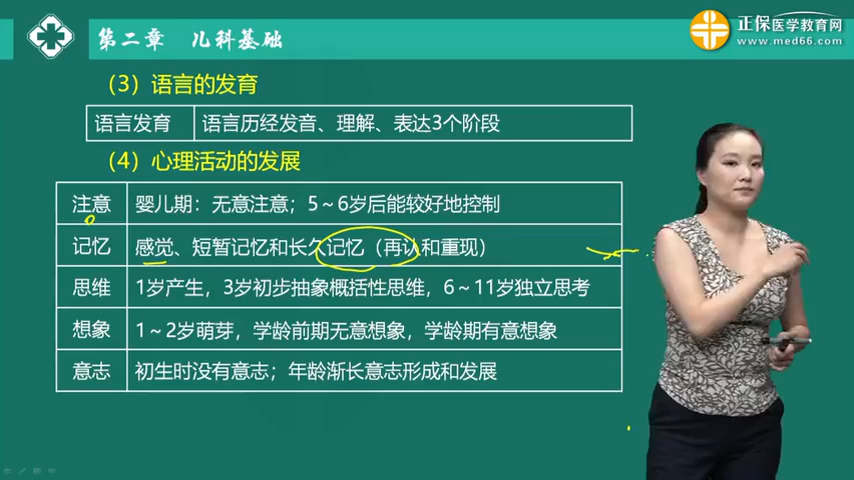 第二章 儿科基础
正保医学教育网
www.med66.com
（3）语言的发育
语言发育 语言历经发音、理解、表达3个阶段
（4）心理活动的发展
注意 婴儿期：无意注意；5～6岁后能较好地控制
记忆 感觉、短暂记忆和长久记忆（再认和重现）
思维 1岁产生，3岁初步抽象概括性思维，6～11岁独立思考
想象 1～2岁萌芽，学龄前期无意想象，学龄期有意想象
意志 初生时没有意志；年龄渐长意志形成和发展